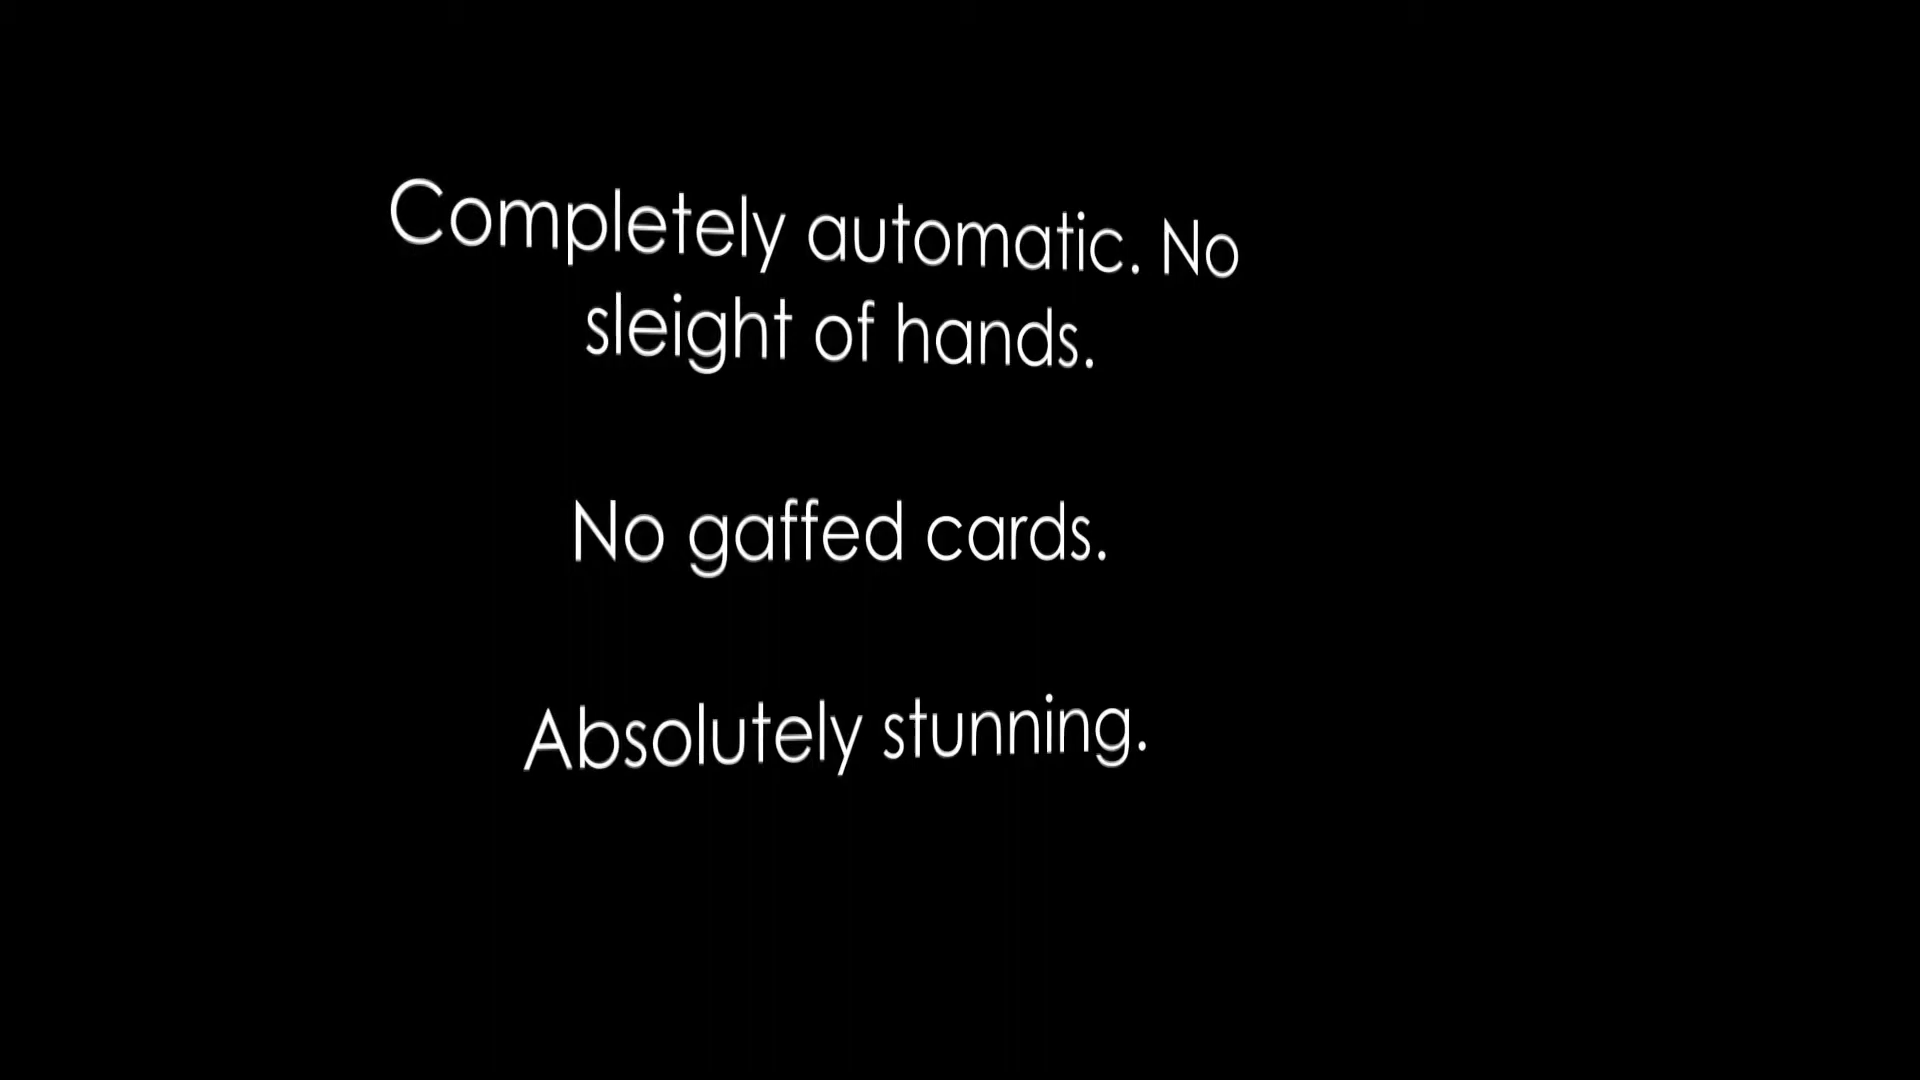 Completely automatic. No
sleight of hands.
No gaffed cards.
Absolutely stunning.